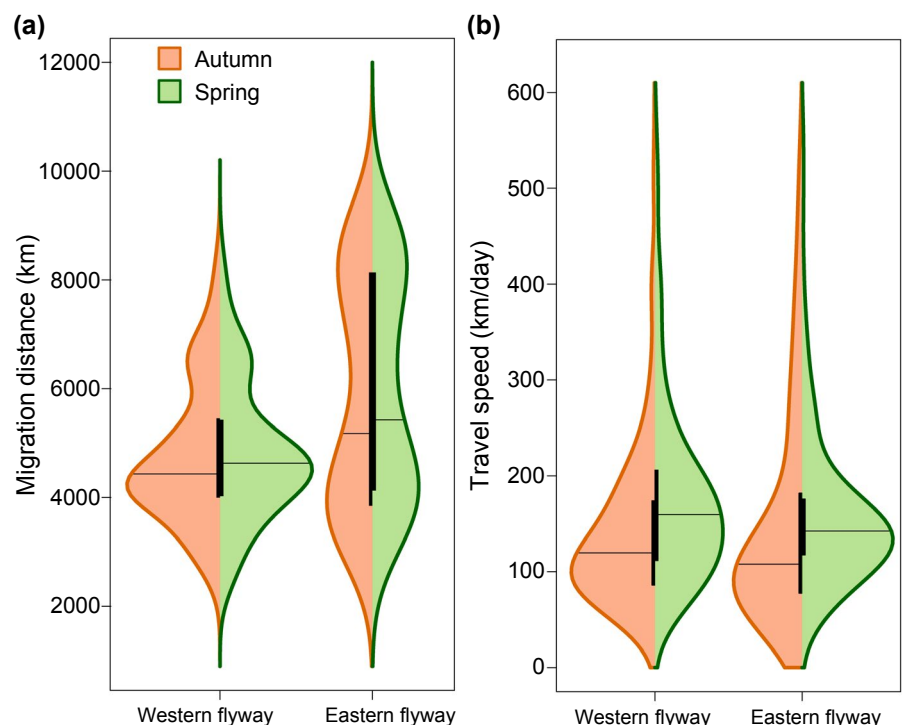 (a)
Autumn
Spring
Migration distance (km)
12000
10000
8000
6000
4000
2000
Western flyway
Eastern flyway
(b)
Travel speed (km/day)
600
500
400
300
200
100
0
Western flyway
Eastern flyway